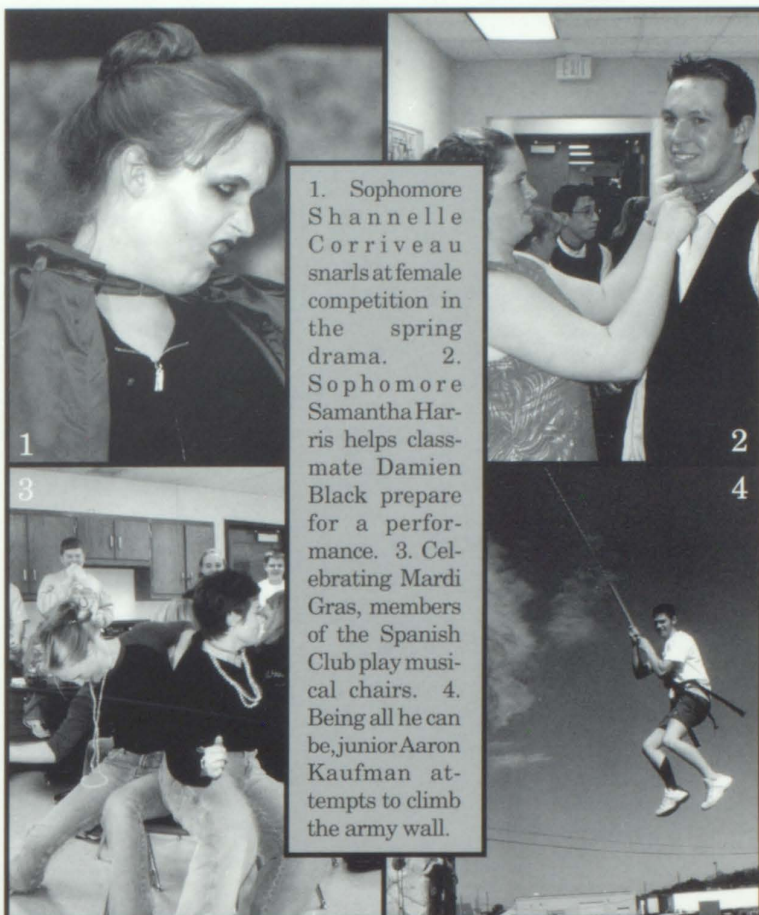 EXIT
1. Sophomore
Shannelle
Corriveau
snarls at female
competition in
the spring
drama. 2.
Sophomore
Samantha Har-
ris helps class-
mate Damien
Black prepare
for a perfor-
mance. 3. Cel-
ebrating Mardi
Gras, members
of the Spanish
Club play musi-
cal chairs. 4.
Being all he can
be, junior Aaron
Kaufman at-
tempts to climb
the army wall.
1
2
3
4